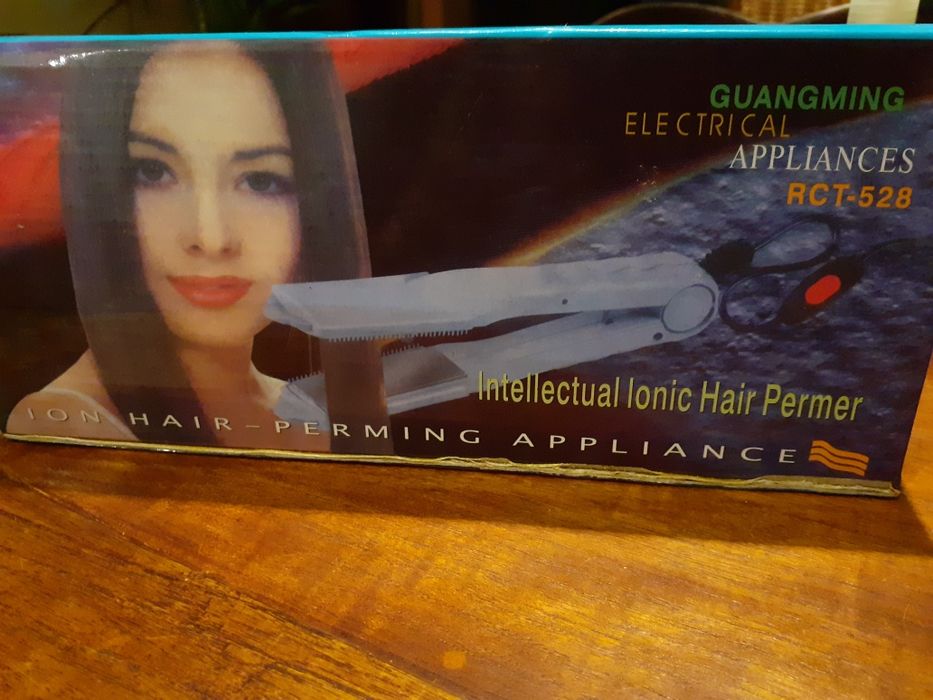 GUANGMING
ELECTRICAL
APPLIANCES
RCT-528
Intellectual Ionic Hair Permer
ION HAIR-PERMING APPLIANCE